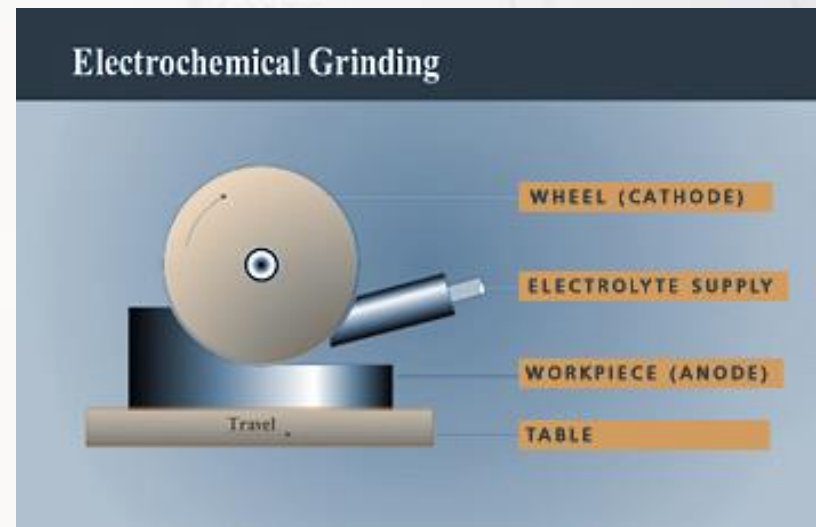 Electrochemical Grinding
WHEEL (CATHODE)
ELECTROLYTE SUPPLY
WORKPIECE (ANODE)
TABLE
Travel